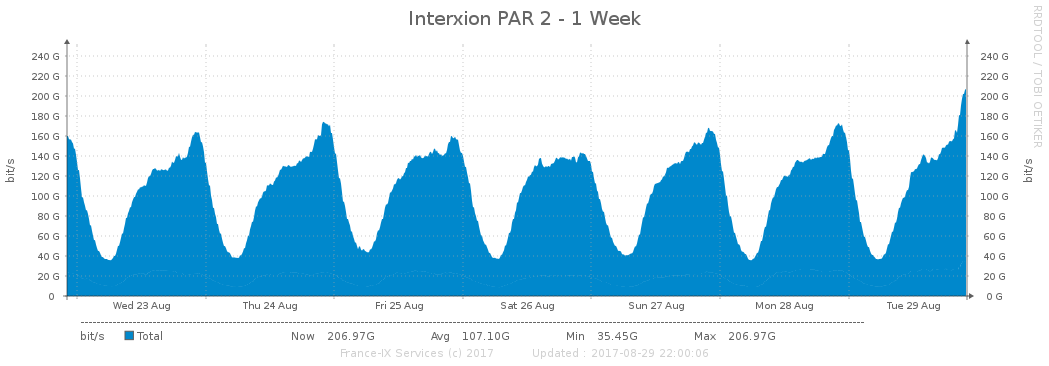 Interxion PAR 2 - 1 Week
RRDTOOL / TOBI OETIKER
bit/s
240 G 240 G
220 G 220 G
200 G 200 G
180 G 180 G
160 G 160 G
140 G 140 G
120 G 120 G
100 G 100 G
80 G 80 G
60 G 60 G
40 G 40 G
20 G 20 G
0 0 G
bit/s
Wed 23 Aug Thu 24 Aug Fri 25 Aug Sat 26 Aug Sun 27 Aug Mon 28 Aug Tue 29 Aug
bit/s Total Now 206.97G Avg 107.10G Min 35.45G Max 206.97G
France-IX Services (c) 2017 Updated : 2017-08-29 22:00:06